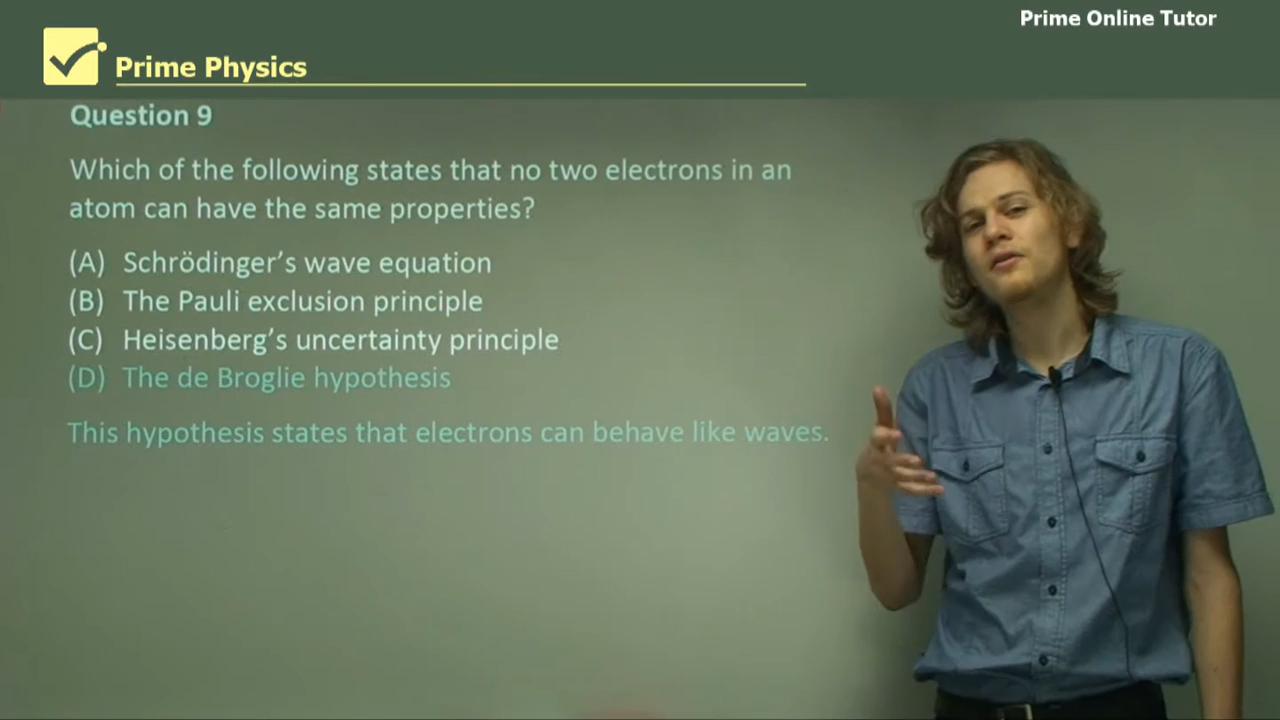 Prime Online Tutor
Prime Physics
Question 9
Which of the following states that no two electrons in an
atom can have the same properties?
(A) Schrödinger’s wave equation
(B) The Pauli exclusion principle
(C) Heisenberg’s uncertainty principle
(D) The de Broglie hypothesis
This hypothesis states that electrons can behave like waves.